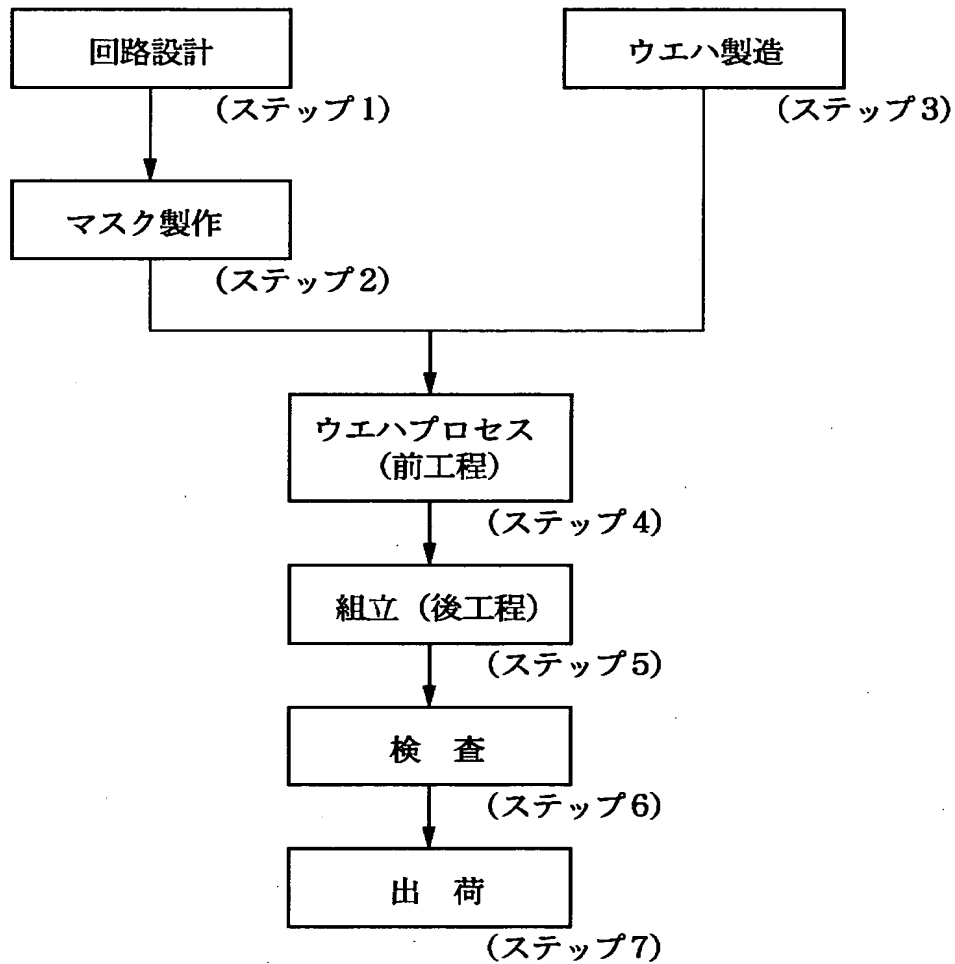 回路設計
(ステップ1)
ウエハ製造
(ステップ3)
マスク製作
(ステップ2)
ウエハプロセス
(前工程)
(ステップ4)
組立(後工程)
(ステップ5)
検 査
(ステップ6)
出 荷
(ステップ7)